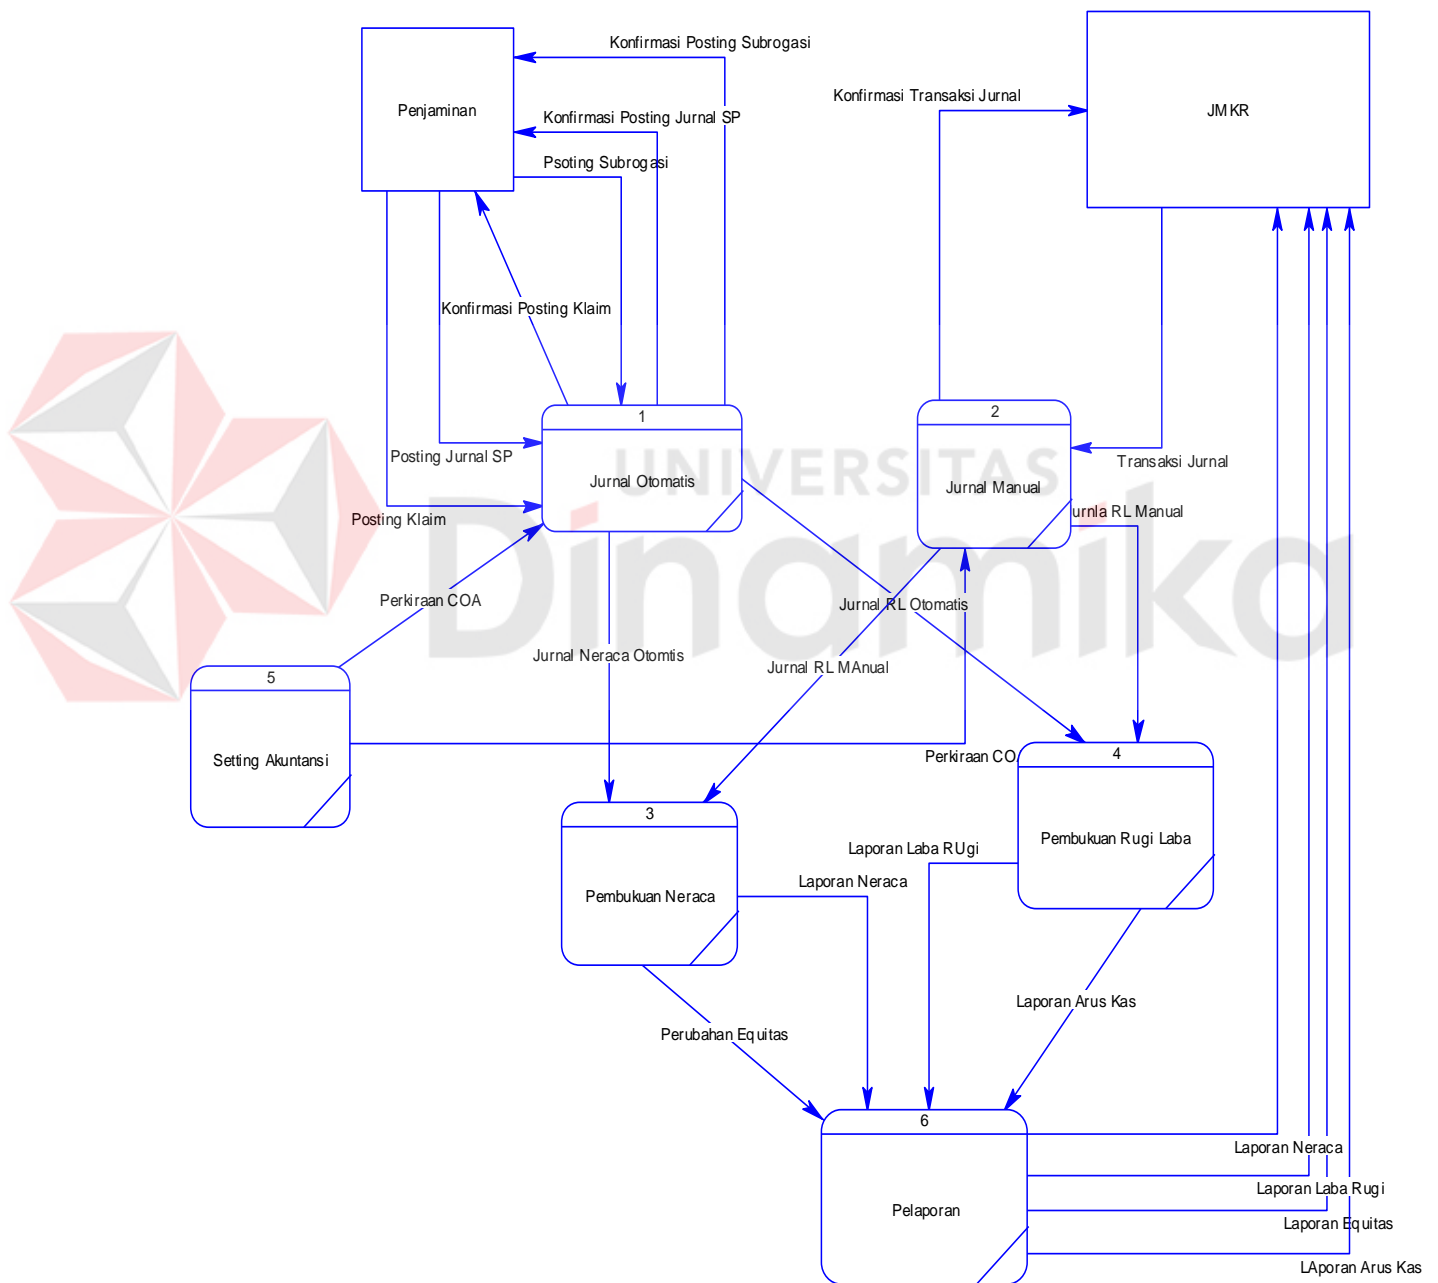 Konfirmasi Posting Subrogasi
Konfirmasi Transaksi Jurnal
Penjaminan
JMKR
Konfirmasi Posting Jurnal SP
Psoting Subrogasi
Konfirmasi Posting Klaim
1
2
Posting Jurnal SP
Transaksi Jurnal
UNIVERSITAS
Jurnal Otomatis
Jurnal Manual
urnla RL Manual
Posting Klaim
Dinamika
Perkiraan COA
Jurnal RL Otomatis
Jurnal Neraca Otomtis
Jurnal RL MAnual
5
Setting Akuntansi
Perkiraan CO
4
3
Pembukuan Rugi Laba
Laporan Laba RUgi
Laporan Neraca
Pembukuan Neraca
Laporan Arus Kas
Perubahan Equitas
6
Laporan Neraca
Laporan Laba Rugi
Pelaporan
Laporan Equitas
LAporan Arus Kas